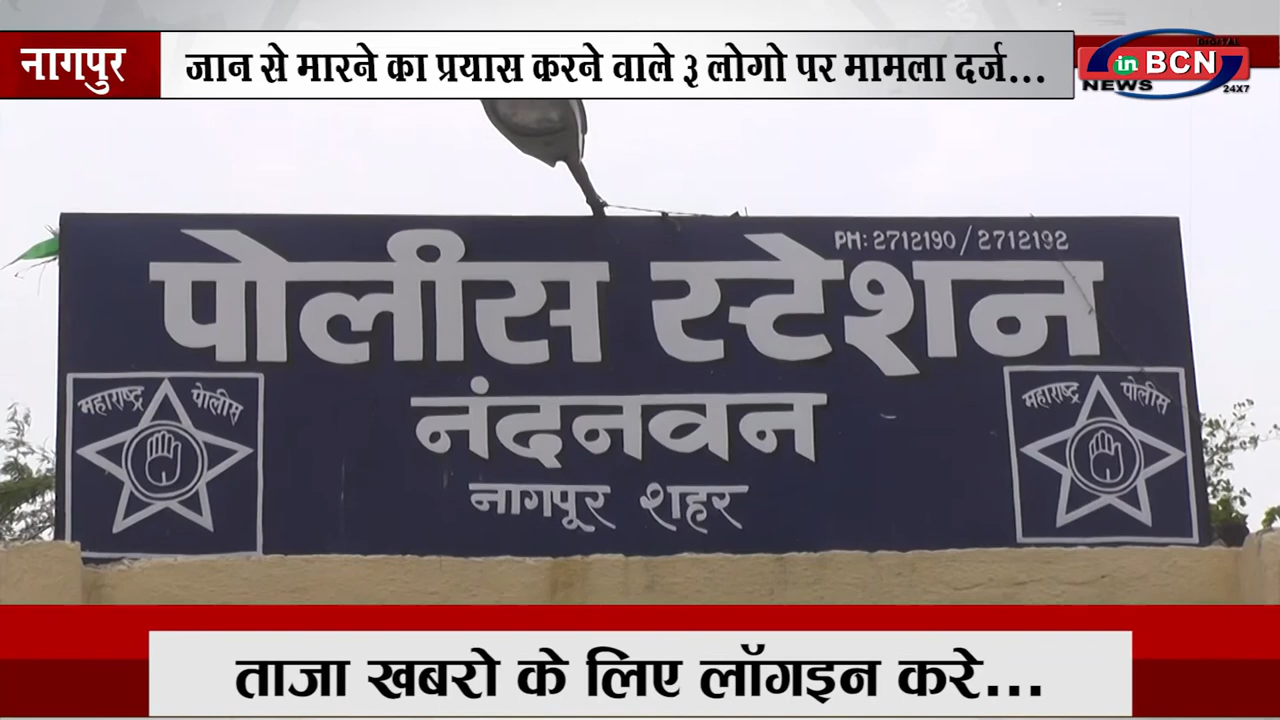 नागपुर
जान से मारने का प्रयास करने वाले ३ लोगो पर मामला दर्ज...
DIGITAL
in BCN
NEWS 24X7
PH: 2712190 / 2712192
पोलीस स्टेशन
महाराष्ट्र पोलीस
नंदनवन
महाराष्ट्र पोलीस
नागपूर शहर
ताजा खबरो के लिए लॉगइन करे...